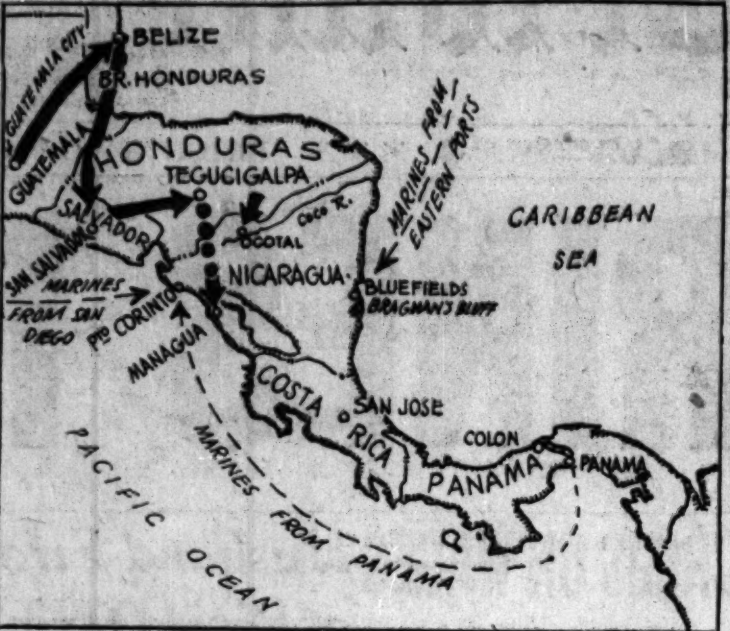 BELIZE
GUATEMALA CITY
BR. HONDURAS
GUATEMALA
HONDURAS
TEGUCIGALPA
MARINES FROM
EASTERN PORTS
COCO R.
SALVADOR
OCOTAL
CARIBBEAN
SEA
SAN SALVADOR
NICARAGUA
MARINES
FROM SAN
DIEGO
PTO CORINTO
BLUEFIELDS
BRAGMAN'S BLUFF
MANAGUA
COSTA
RICA
SAN JOSE
COLON
PANAMA
PANAMA
MARINES FROM PANAMA
PACIFIC OCEAN